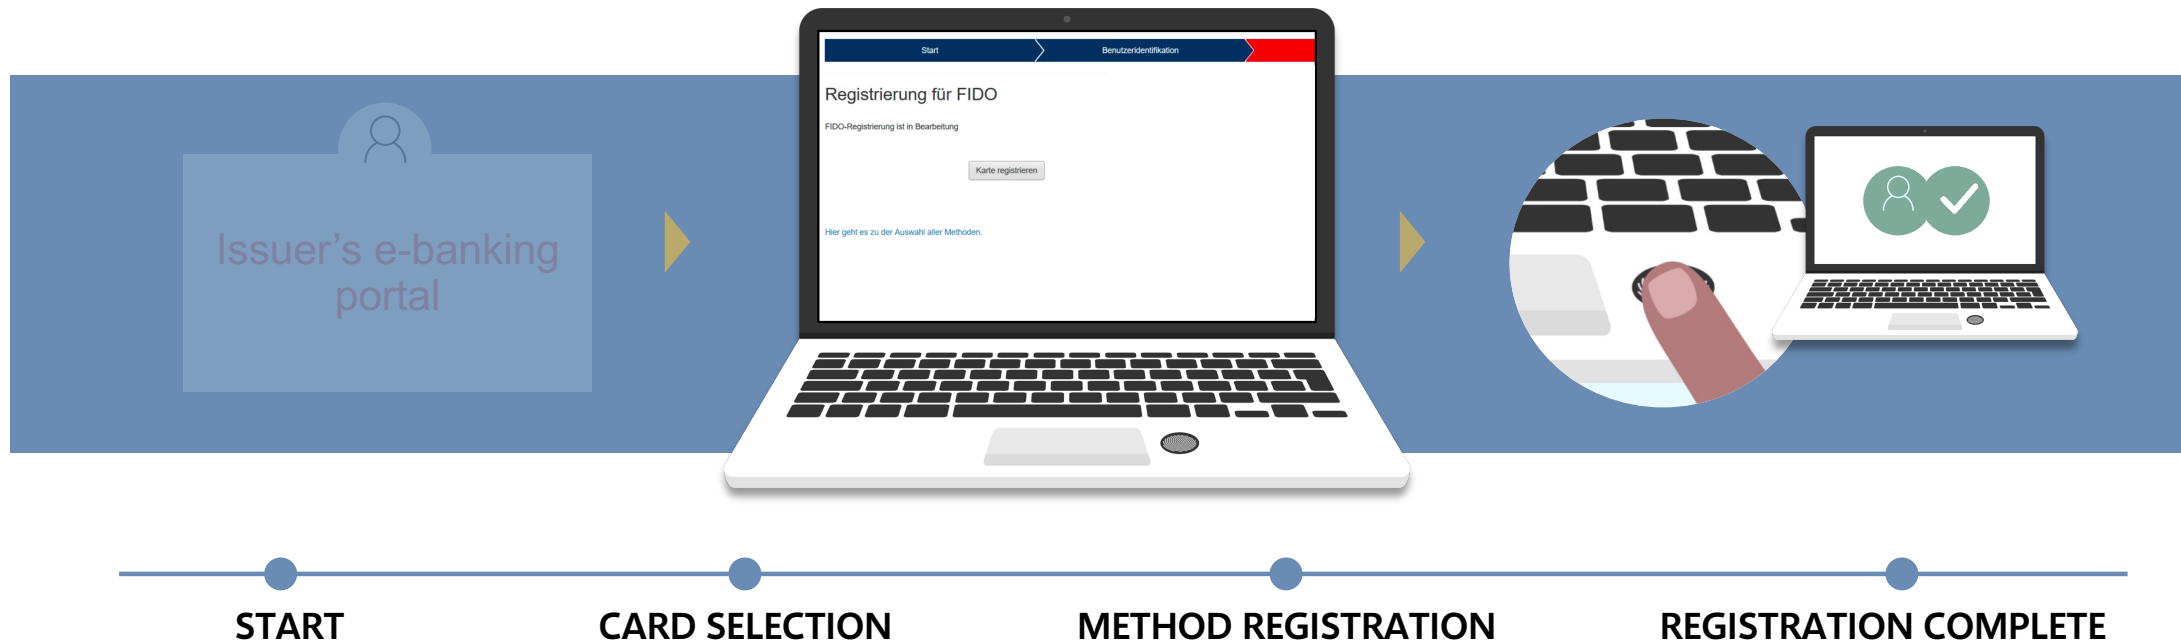 Start
Benutzeridentifikation
Registrierung für FIDO
FIDO-Registrierung ist in Bearbeitung
Karte registrieren
Hier geht es zu der Auswahl aller Methoden.
Issuer's e-banking
portal
START
CARD SELECTION
METHOD REGISTRATION
REGISTRATION COMPLETE